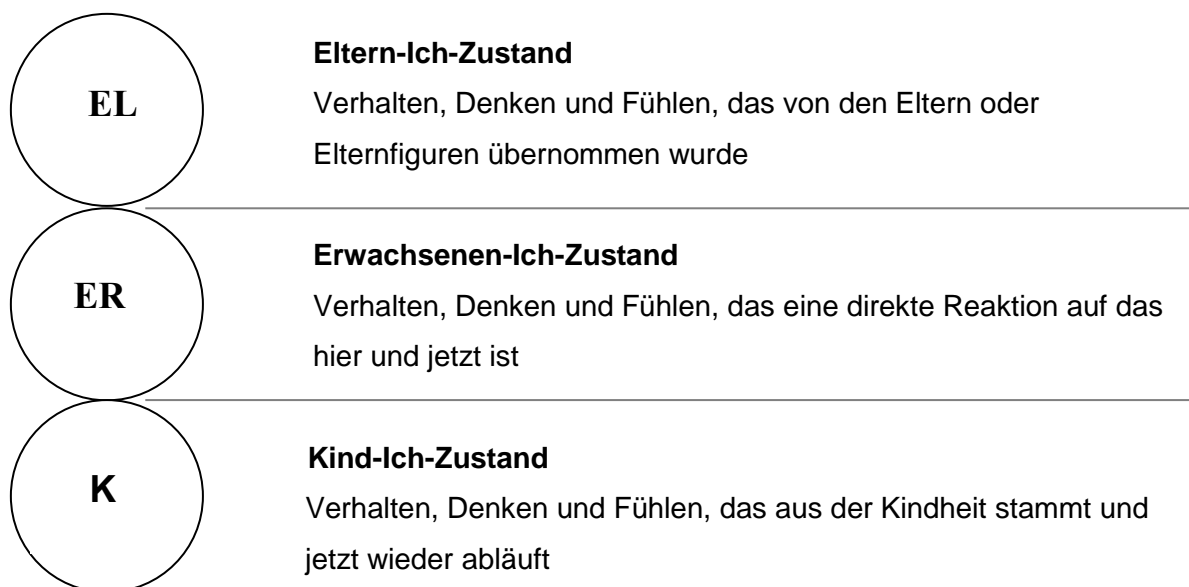 EL
Eltern-Ich-Zustand
Verhalten, Denken und Fühlen, das von den Eltern oder
Elternfiguren übernommen wurde
ER
Erwachsenen-Ich-Zustand
Verhalten, Denken und Fühlen, das eine direkte Reaktion auf das
hier und jetzt ist
K
Kind-Ich-Zustand
Verhalten, Denken und Fühlen, das aus der Kindheit stammt und
jetzt wieder abläuft